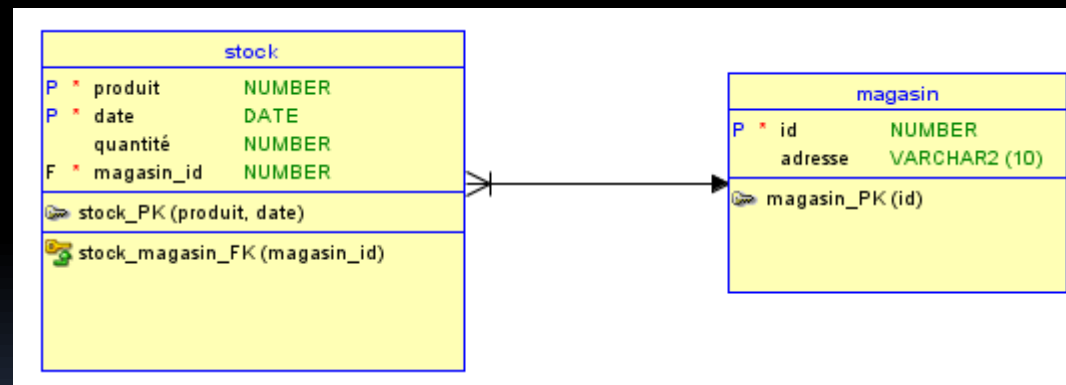 stock
P * produit NUMBER
P * date DATE
quantité NUMBER
F * magasin_id NUMBER
stock_PK (produit, date)
stock_magasin_FK (magasin_id)
magasin
P * id NUMBER
adresse VARCHAR2 (10)
magasin_PK (id)